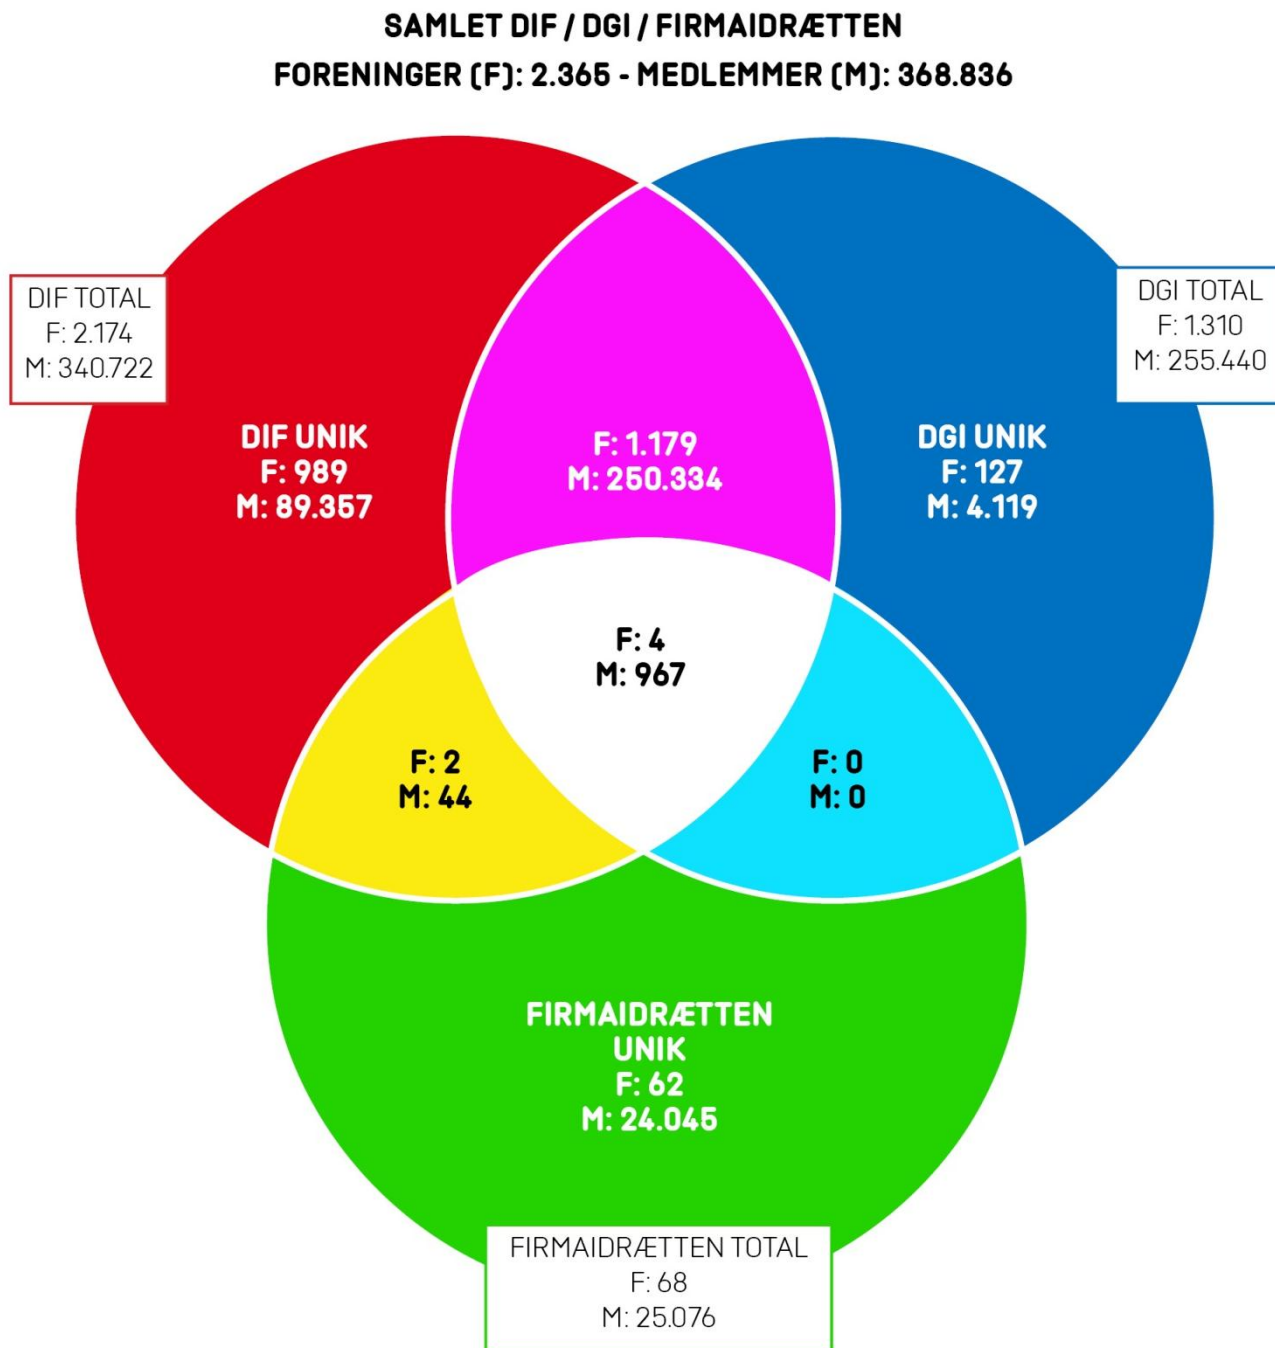 SAMLET DIF / DGI / FIRMAIDRÆTTEN
FORENINGER (F): 2.365 - MEDLEMMER (M): 368.836
DIF TOTAL
F: 2.174
M: 340.722
DGI TOTAL
F: 1.310
M: 255.440
DIF UNIK
F: 989
M: 89.357
F: 1.179
M: 250.334
DGI UNIK
F: 127
M: 4.119
F: 4
M: 967
F: 2
M: 44
F: 0
M: 0
FIRMAIDRÆTTEN
UNIK
F: 62
M: 24.045
FIRMAIDRÆTTEN TOTAL
F: 68
M: 25.076